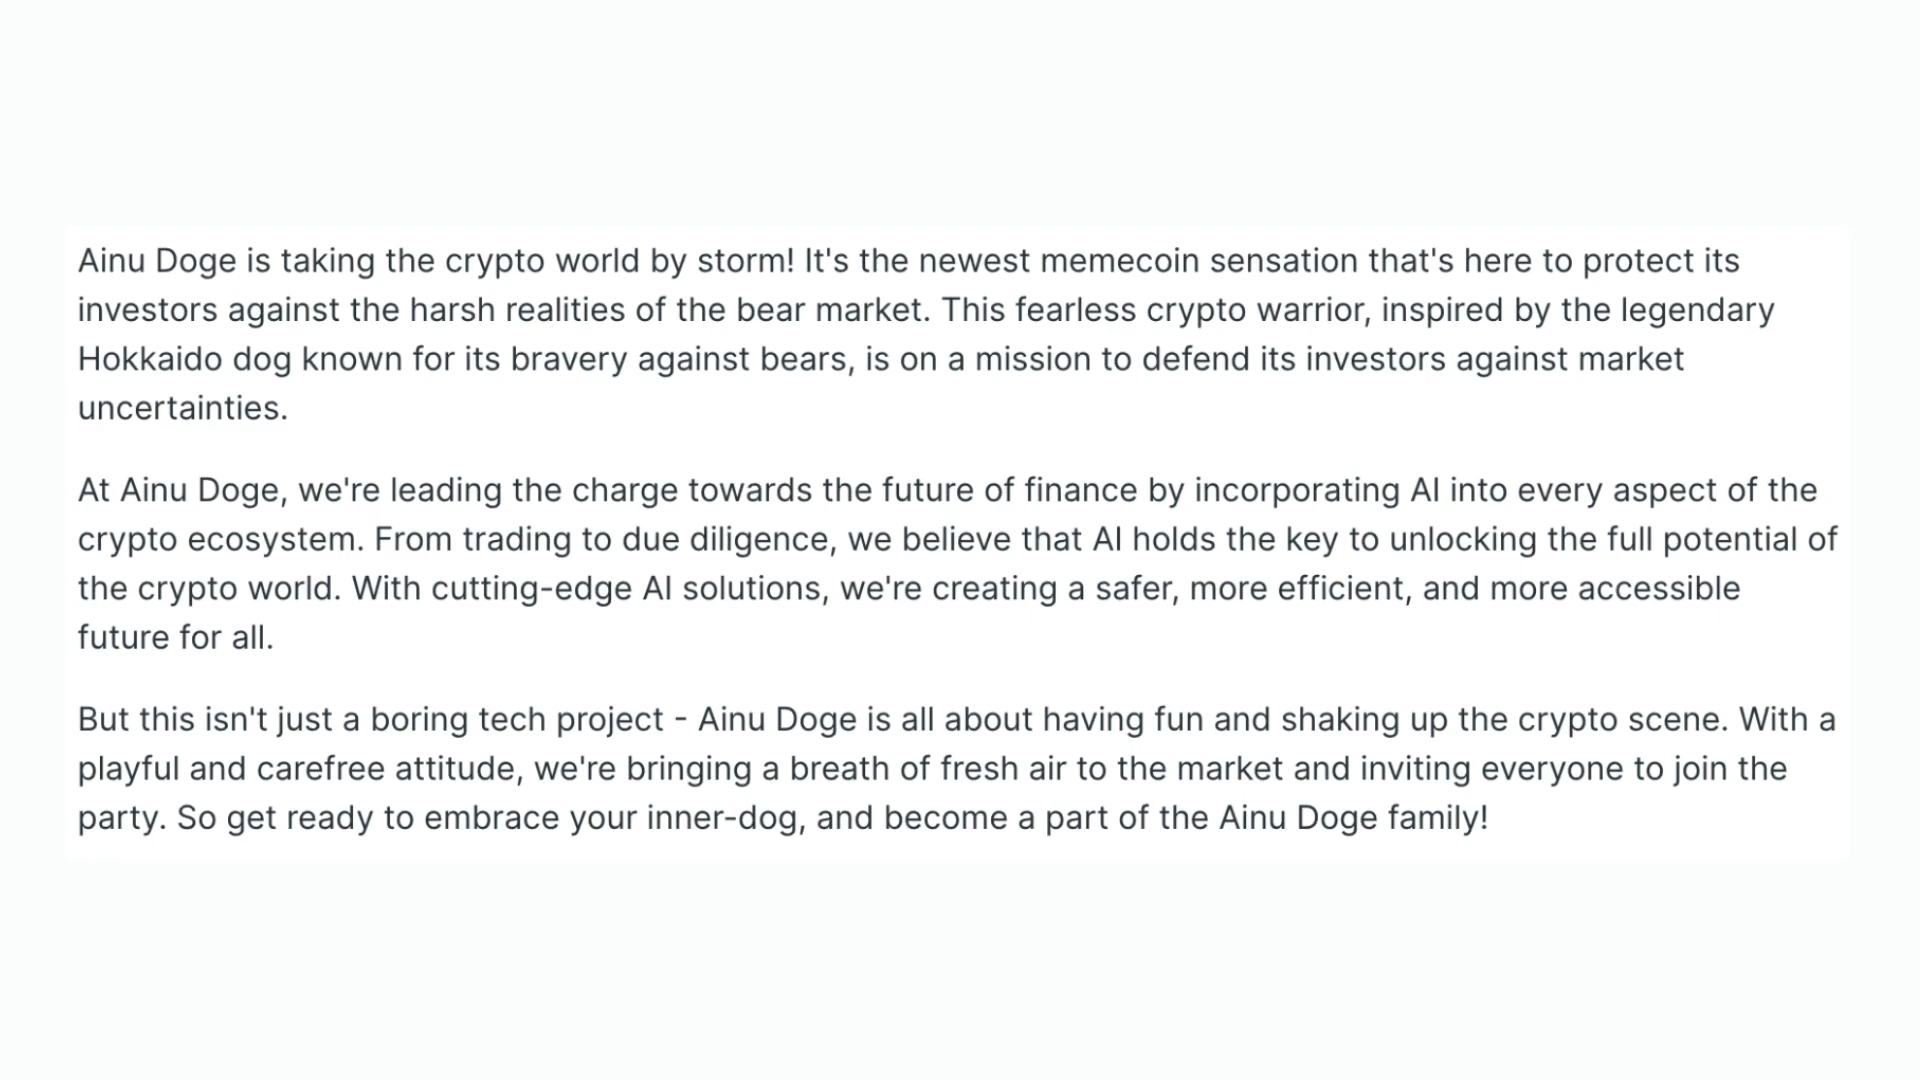 Ainu Doge is taking the crypto world by storm! It's the newest memecoin sensation that's here to protect its
investors against the harsh realities of the bear market. This fearless crypto warrior, inspired by the legendary
Hokkaido dog known for its bravery against bears, is on a mission to defend its investors against market
uncertainties.
At Ainu Doge, we're leading the charge towards the future of finance by incorporating AI into every aspect of the
crypto ecosystem. From trading to due diligence, we believe that AI holds the key to unlocking the full potential of
the crypto world. With cutting-edge AI solutions, we're creating a safer, more efficient, and more accessible
future for all.
But this isn't just a boring tech project - Ainu Doge is all about having fun and shaking up the crypto scene. With a
playful and carefree attitude, we're bringing a breath of fresh air to the market and inviting everyone to join the
party. So get ready to embrace your inner-dog, and become a part of the Ainu Doge family!